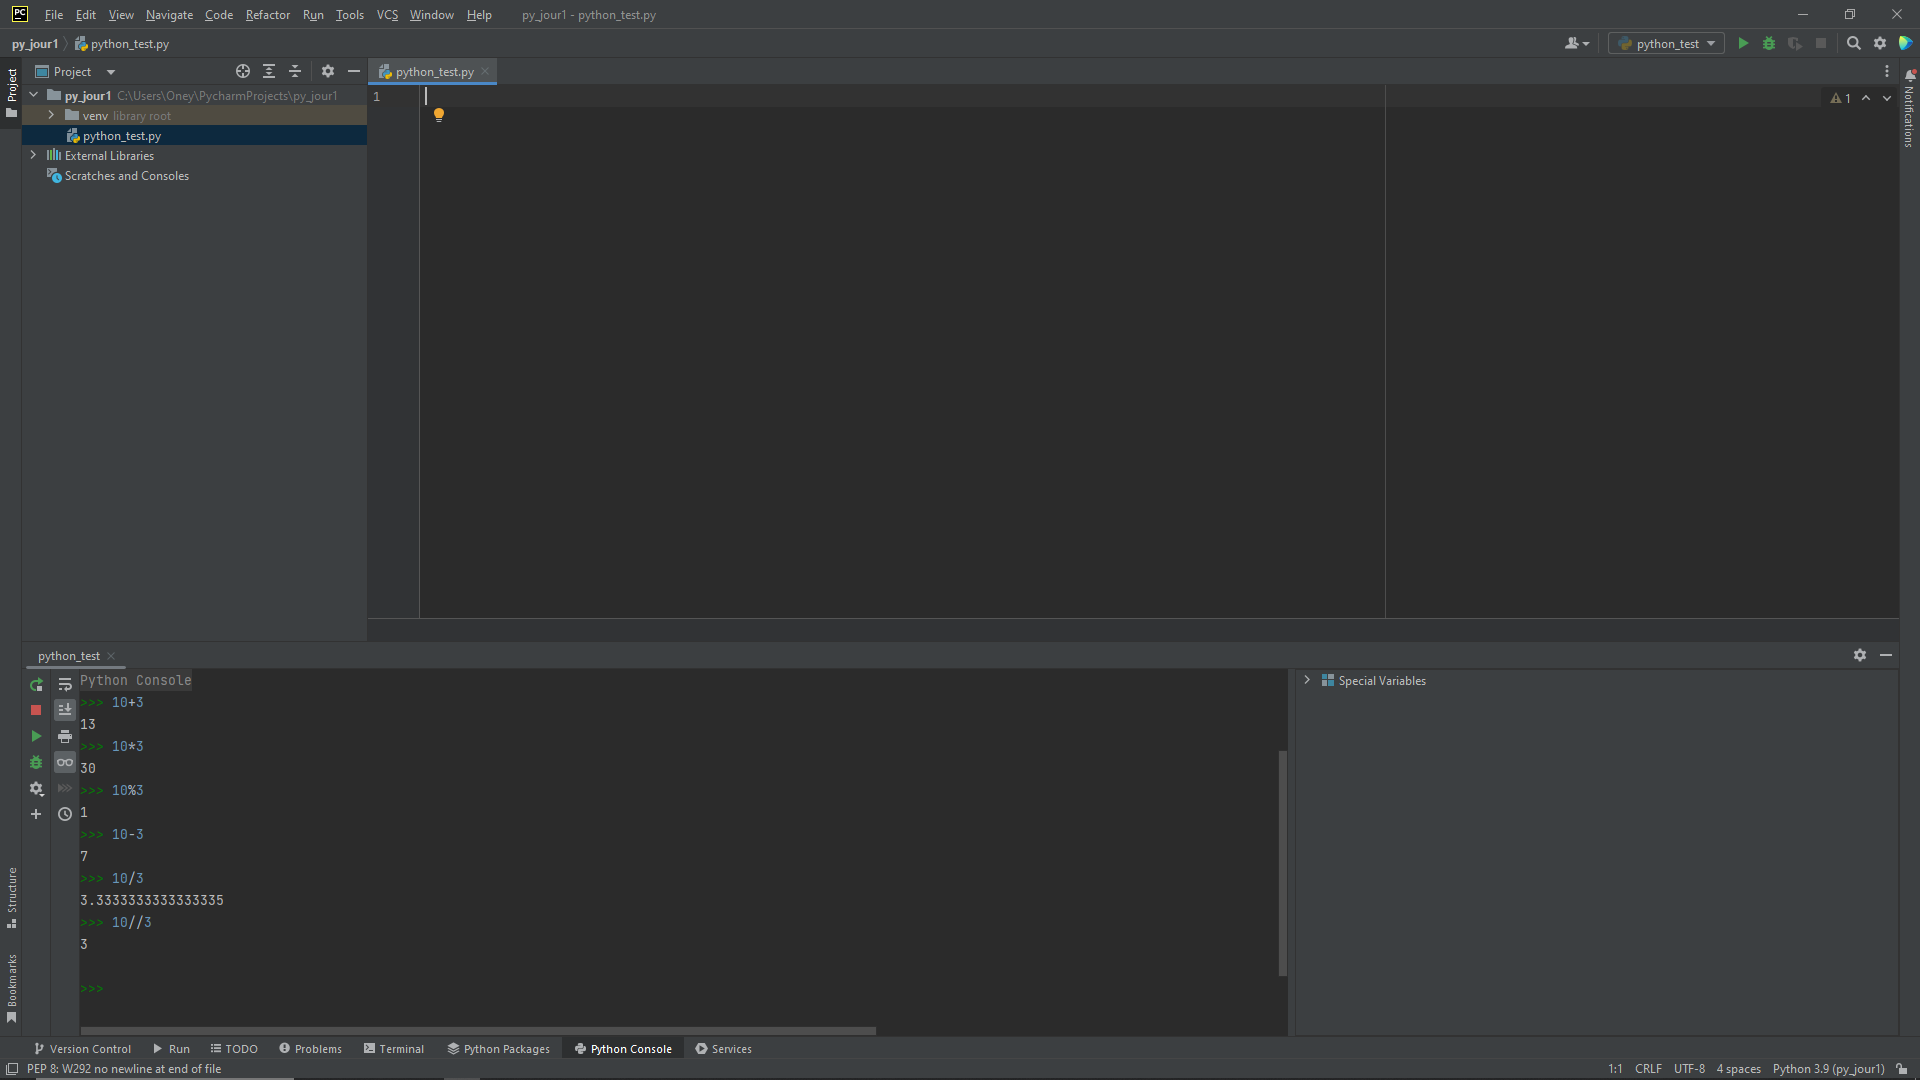 PC File Edit View Navigate Code Refactor Run Tools VCS Window Help py_jour1 - python_test.py
py_jour1 python_test.py python_test
Project
Project
python_test.py
py_jour1 C:\Users\Oney\PycharmProjects\py_jour1
venv library root
python_test.py
External Libraries
Scratches and Consoles
1
1
Notifications
python_test
Python Console
>>> 10+3
13
>>> 10*3
30
>>> 10%3
1
>>> 10-3
7
>>> 10/3
3.3333333333333335
>>> 10//3
3
>>>
Special Variables
Structure
Bookmarks
Version Control Run TODO Problems Terminal Python Packages Python Console Services
PEP 8: W292 no newline at end of file 1:1 CRLF UTF-8 4 spaces Python 3.9 (py_jour1)